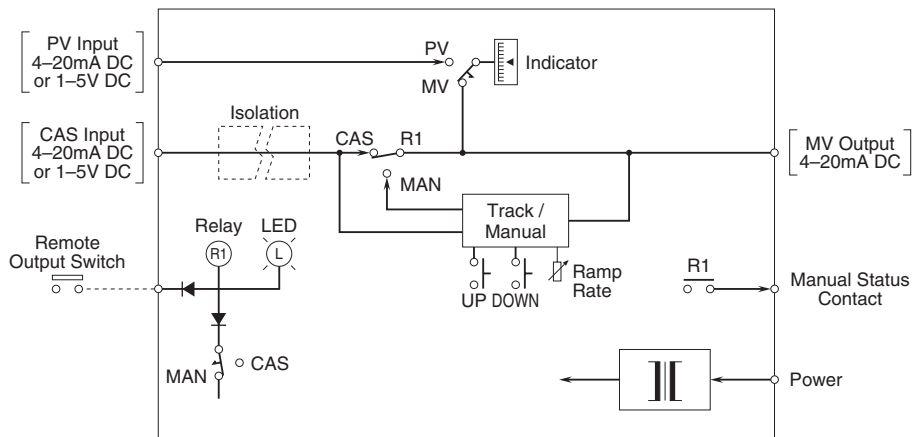 PV Input
4–20mA DC
or 1–5V DC
PV
MV
Indicator
Isolation
CAS Input
4–20mA DC
or 1–5V DC
CAS
R1
MAN
MV Output
4–20mA DC
Track /
Manual
Relay
LED
R1
L
Remote
Output Switch
UP
DOWN
Ramp
Rate
R1
Manual Status
Contact
MAN
CAS
Power